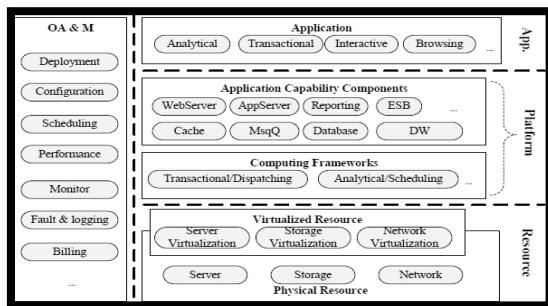 OA & M
Deployment
Configuration
Scheduling
Performance
Monitor
Fault & logging
Billing
...
Application
Analytical Transactional Interactive Browsing ...
App.
Application Capability Components
WebServer AppServer Reporting ESB ...
Cache MsqQ Database DW
Computing Frameworks
Transactional/Dispatching Analytical/Scheduling ...
Platform
Virtualized Resource
Server Virtualization Storage Virtualization Network Virtualization
Server Storage Network
Physical Resource
Resource